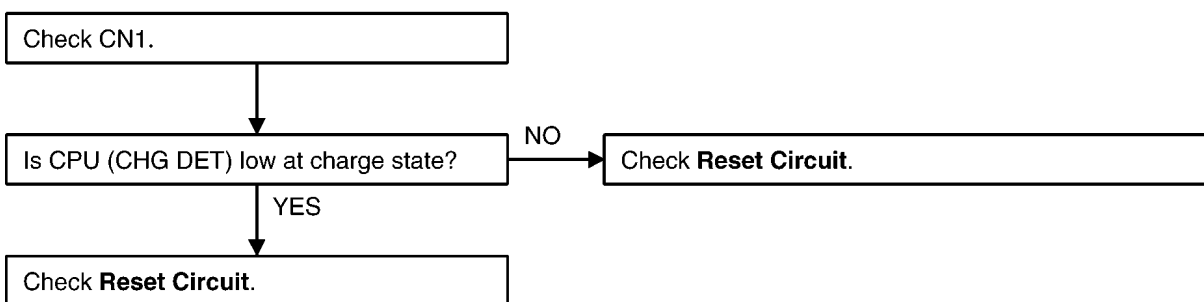 Check CN1.
Is CPU (CHG DET) low at charge state?
NO
Check Reset Circuit.
YES
Check Reset Circuit.